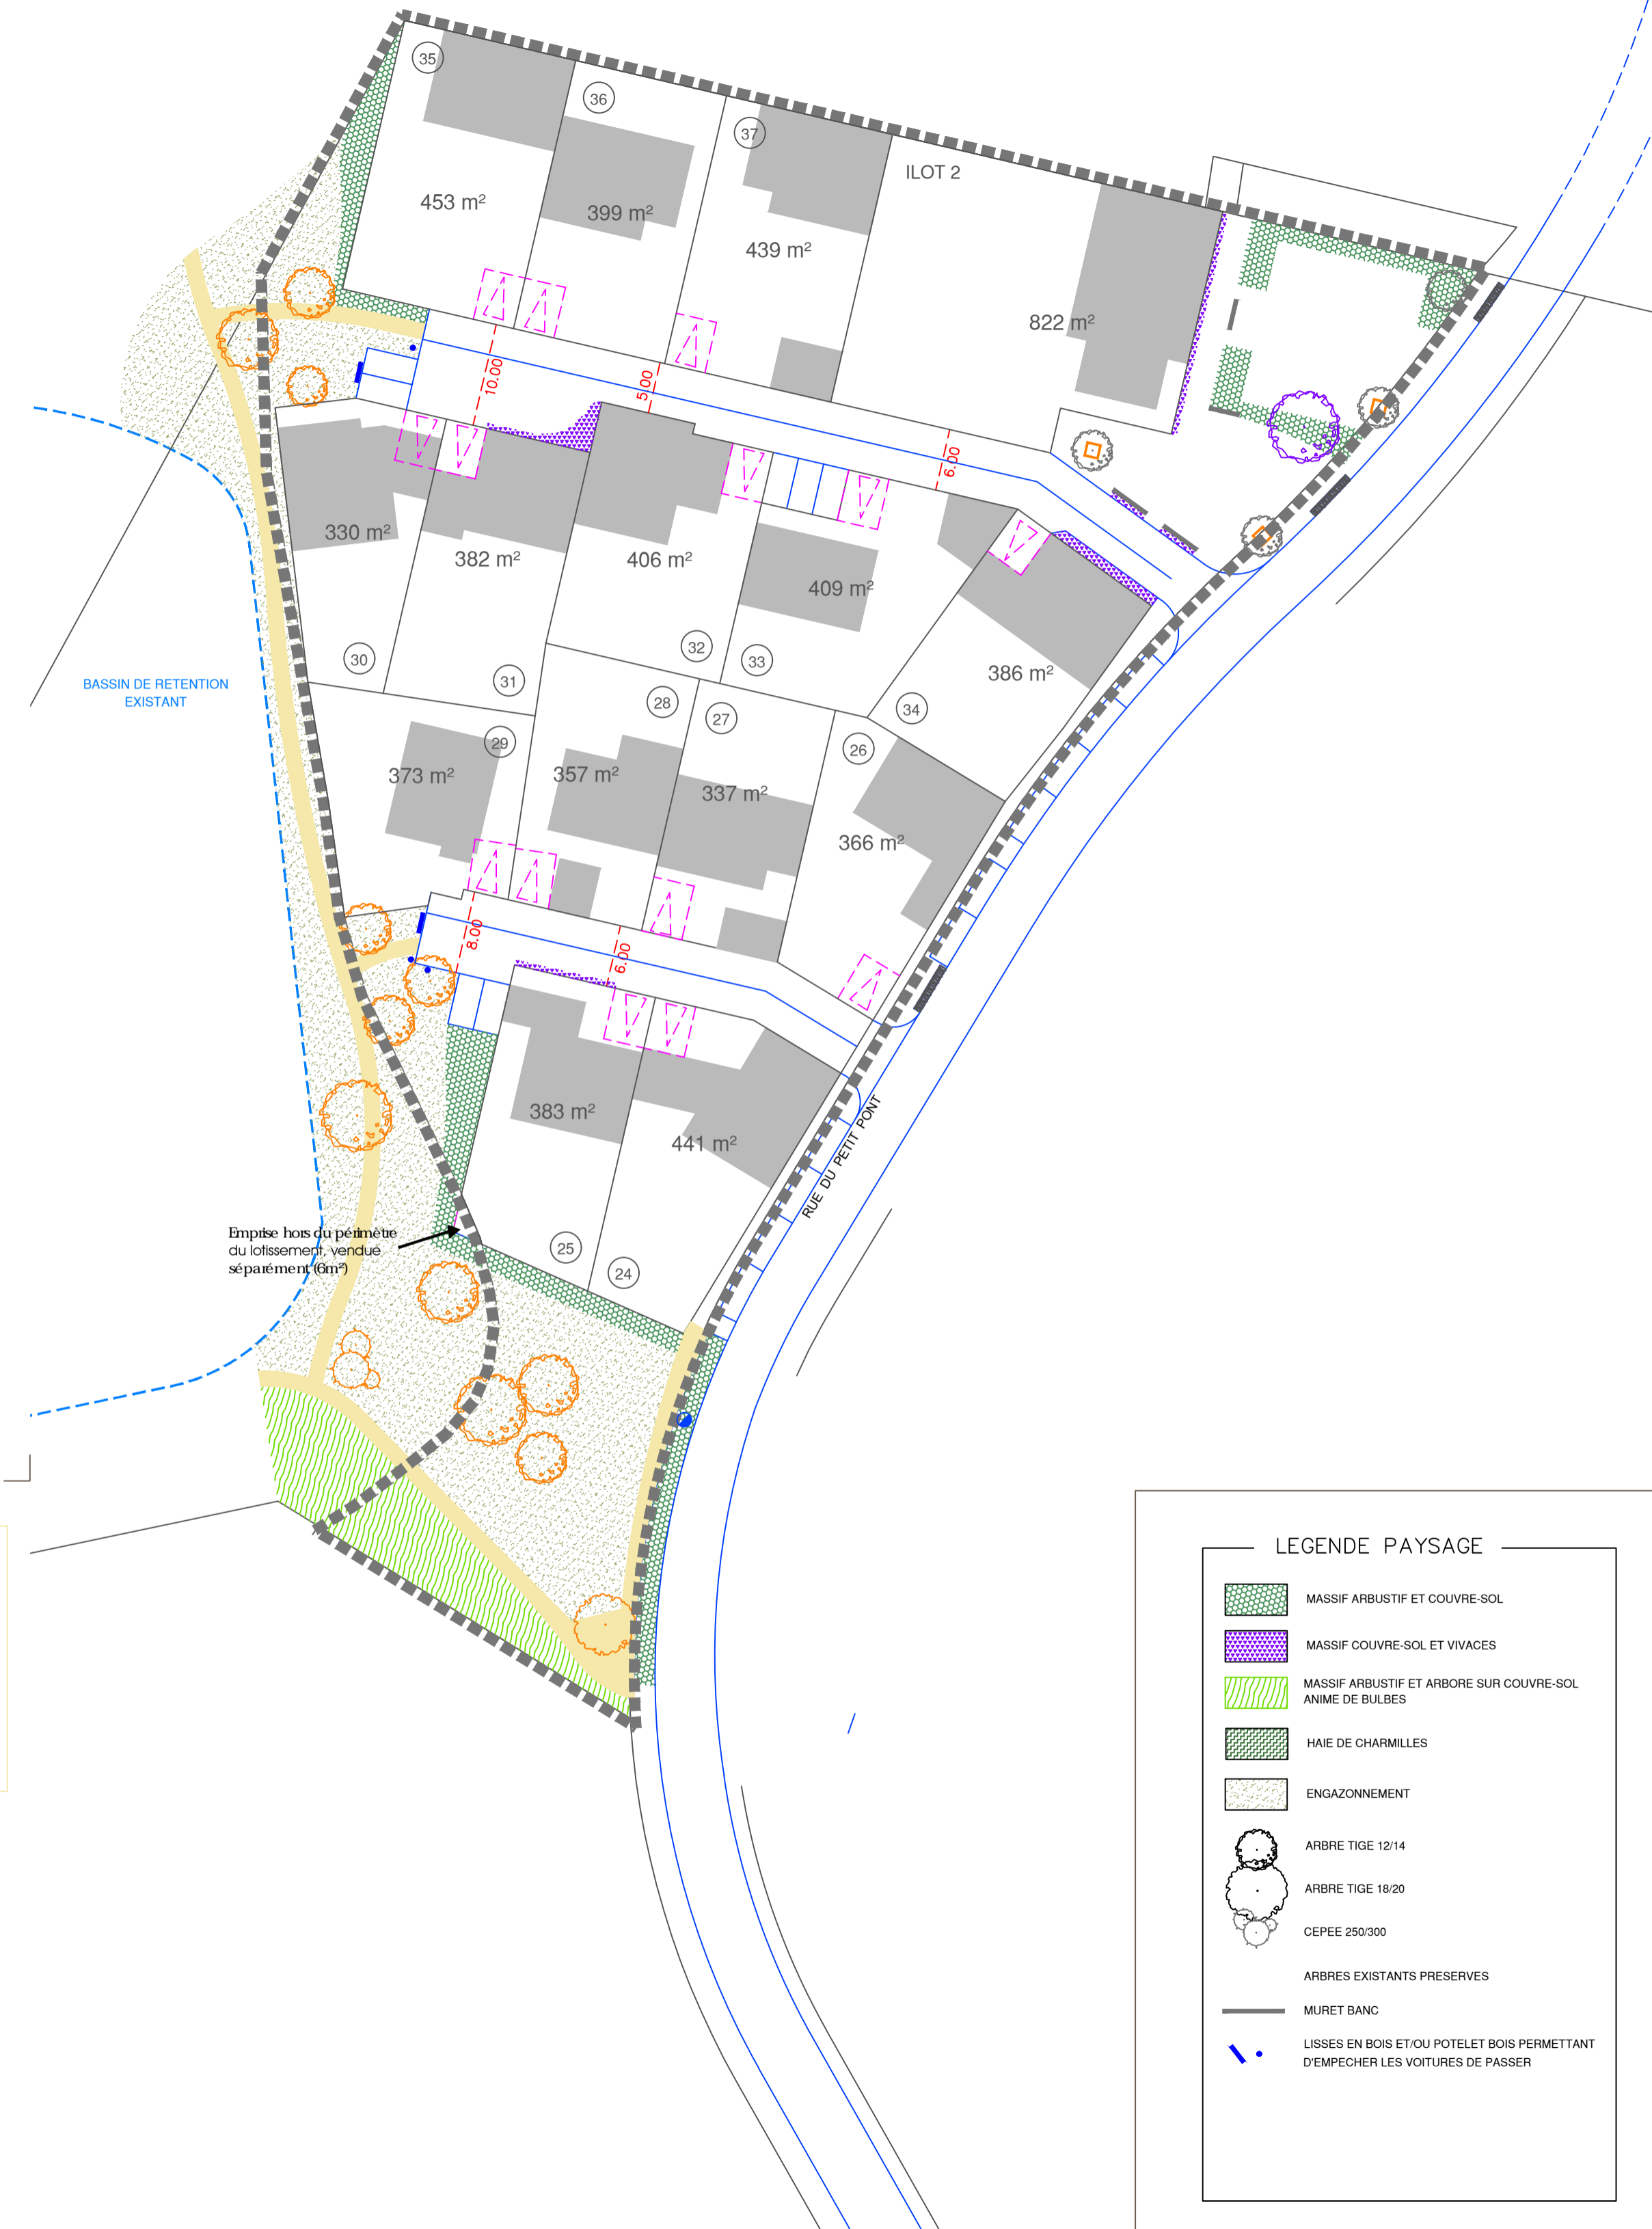 35
36
37
ILOT 2
453 m²
399 m²
439 m²
822 m²
10.00
5.00
6.00
330 m²
382 m²
406 m²
409 m²
386 m²
30
31
32
33
34
BASSIN DE RETENTION
EXISTANT
29
28
27
26
373 m²
357 m²
337 m²
366 m²
8.00
6.00
383 m²
441 m²
RUE DU PETIT PONT
Emprise hors du périmètre
du lotissement, vendue
séparément (6m²)
25
24
LEGENDE PAYSAGE
MASSIF ARBUSTIF ET COUVRE-SOL
MASSIF COUVRE-SOL ET VIVACES
MASSIF ARBUSTIF ET ARBORE SUR COUVRE-SOL
ANIME DE BULBES
HAIE DE CHARMILLES
ENGAZONNEMENT
ARBRE TIGE 12/14
ARBRE TIGE 18/20
CEPEE 250/300
ARBRES EXISTANTS PRESERVES
MURET BANC
LISSES EN BOIS ET/OU POTELET BOIS PERMETTANT
D'EMPECHER LES VOITURES DE PASSER